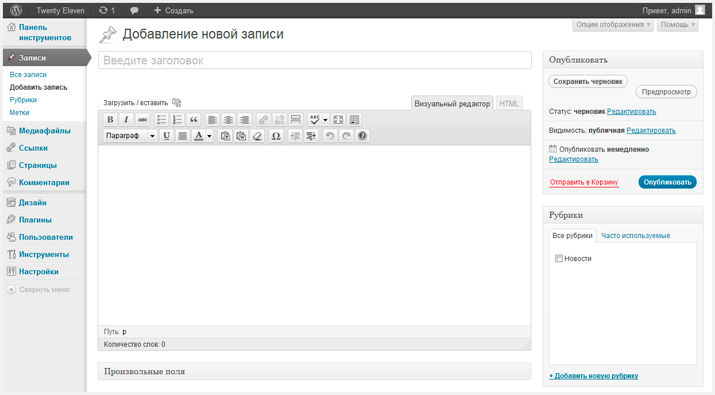 Twenty Eleven 1 Создать Привет, admin
Панель
инструментов
Записи
Все записи
Добавить запись
Рубрики
Метки
Медиафайлы
Ссылки
Страницы
Комментарии
Дизайн
Плагины
Пользователи
Инструменты
Настройки
Свернуть меню
Опции отображения Помощь
Добавление новой записи
Введите заголовок
Загрузить / вставить Визуальный редактор HTML
B I ABC ABC
Параграф U A Ω
Путь: p
Количество слов: 0
Произвольные поля
Опубликовать
Сохранить черновик
Предпросмотр
Статус: черновик Редактировать
Видимость: публичная Редактировать
Опубликовать немедленно
Редактировать
Отправить в Корзину Опубликовать
Рубрики
Все рубрики Часто используемые
Новости
+ Добавить новую рубрику